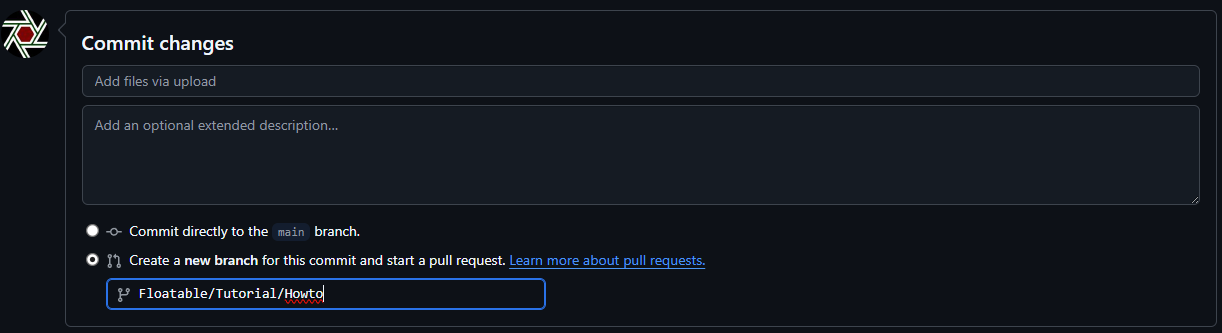 Commit changes
Add files via upload
Add an optional extended description...
Commit directly to the main branch.
Create a new branch for this commit and start a pull request. Learn more about pull requests.
Floatable/Tutorial/Howto